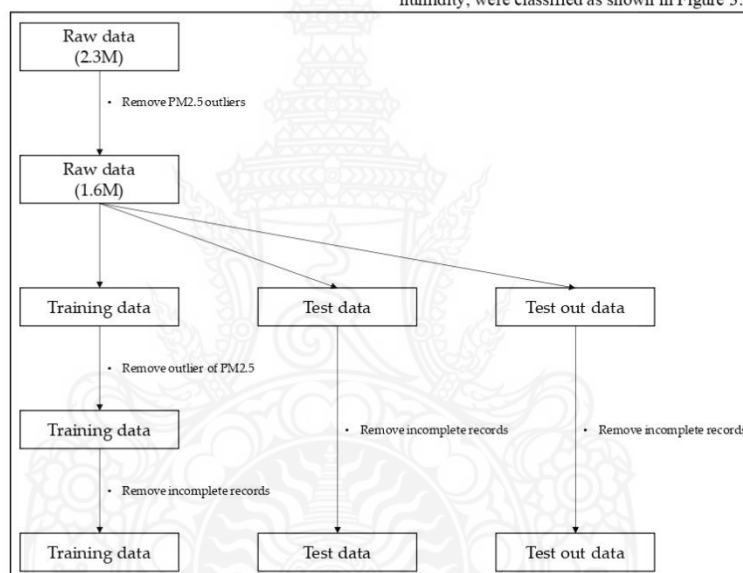 humidity, were classified as shown in Figure 3.
Raw data
(2.3M)
• Remove PM2.5 outliers
Raw data
(1.6M)
Training data
Test data
Test out data
• Remove outlier of PM2.5
Training data
• Remove incomplete records
• Remove incomplete records
• Remove incomplete records
Training data
Test data
Test out data